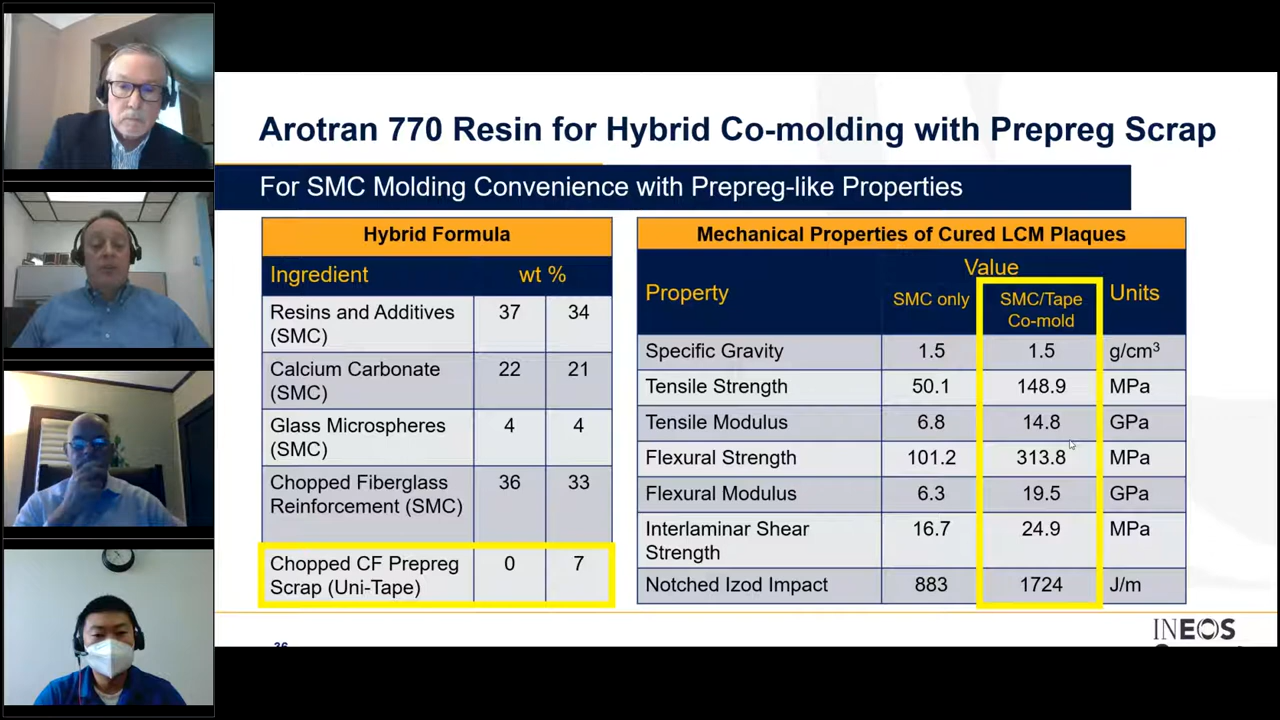 Arotran 770 Resin for Hybrid Co-molding with Prepreg Scrap
For SMC Molding Convenience with Prepreg-like Properties
Hybrid Formula
Ingredient wt %
Resins and Additives (SMC) 37 34
Calcium Carbonate (SMC) 22 21
Glass Microspheres (SMC) 4 4
Chopped Fiberglass Reinforcement (SMC) 36 33
Chopped CF Prepreg Scrap (Uni-Tape) 0 7
Mechanical Properties of Cured LCM Plaques
Property Value Units
SMC only SMC/Tape Co-mold
Specific Gravity 1.5 1.5 g/cm³
Tensile Strength 50.1 148.9 MPa
Tensile Modulus 6.8 14.8 GPa
Flexural Strength 101.2 313.8 MPa
Flexural Modulus 6.3 19.5 GPa
Interlaminar Shear Strength 16.7 24.9 MPa
Notched Izod Impact 883 1724 J/m
36
INEOS